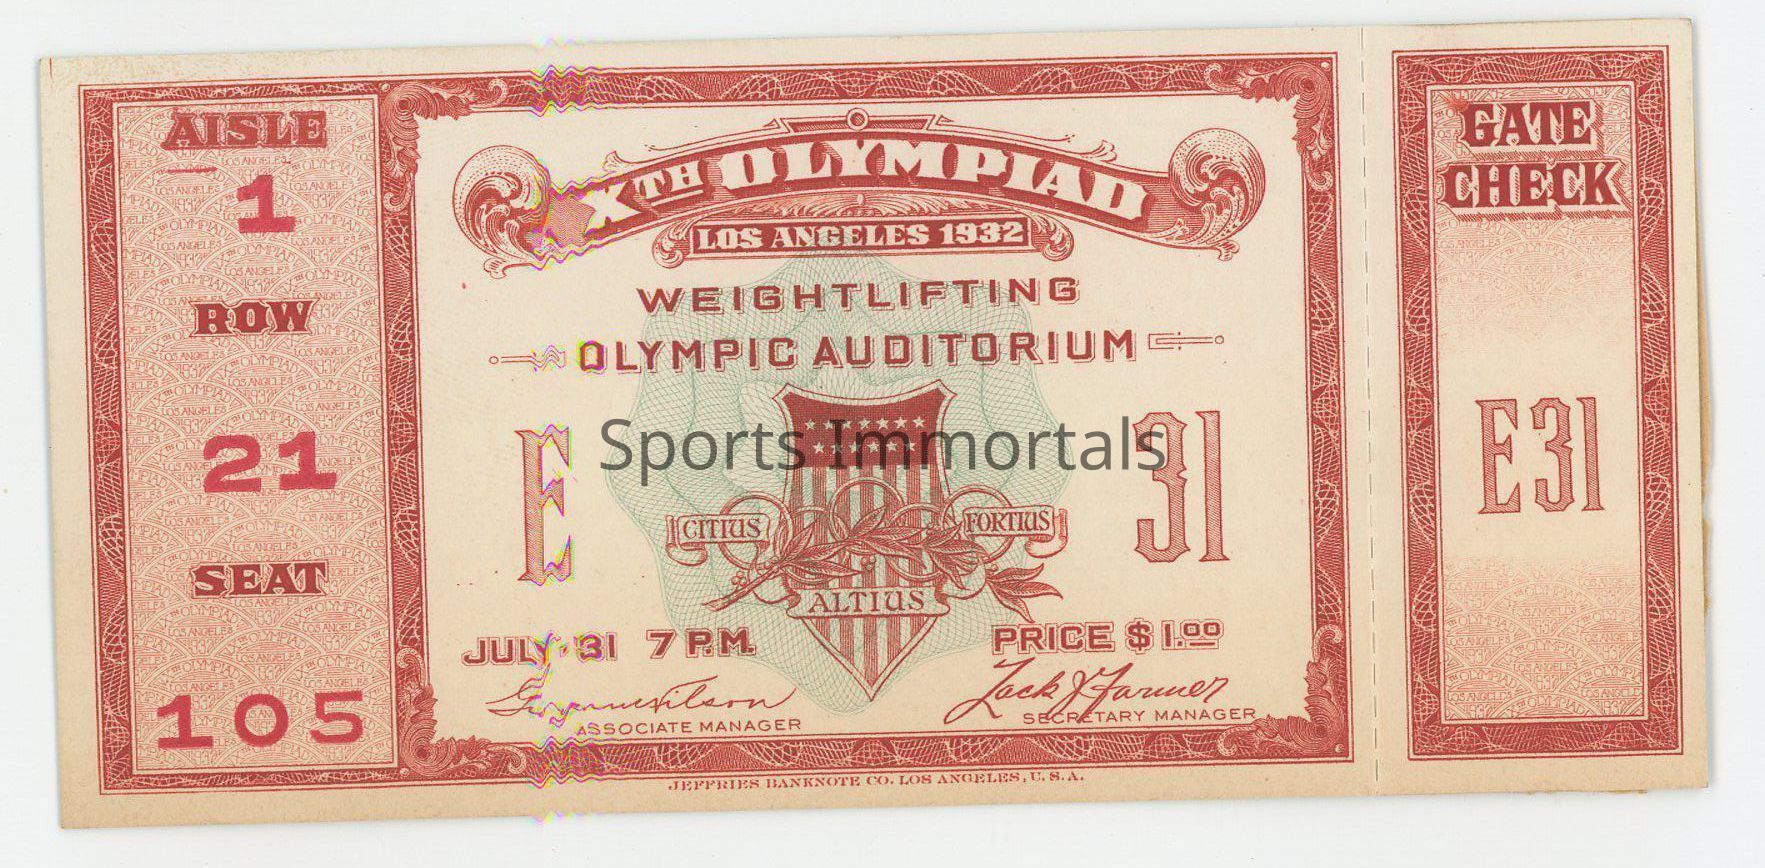 AISLE
1
ROW
21
SEAT
105
XTH OLYMPIAD
LOS ANGELES 1932
WEIGHTLIFTING
OLYMPIC AUDITORIUM
E 31
Sports Immortals
CITIUS FORTIUS
ALTIUS
JULY 31 7 P.M. PRICE $1.00
Zack J Farmer
ASSOCIATE MANAGER SECRETARY MANAGER
JEFFRIES BANKNOTE CO. LOS ANGELES, U. S. A.
GATE
CHECK
E31